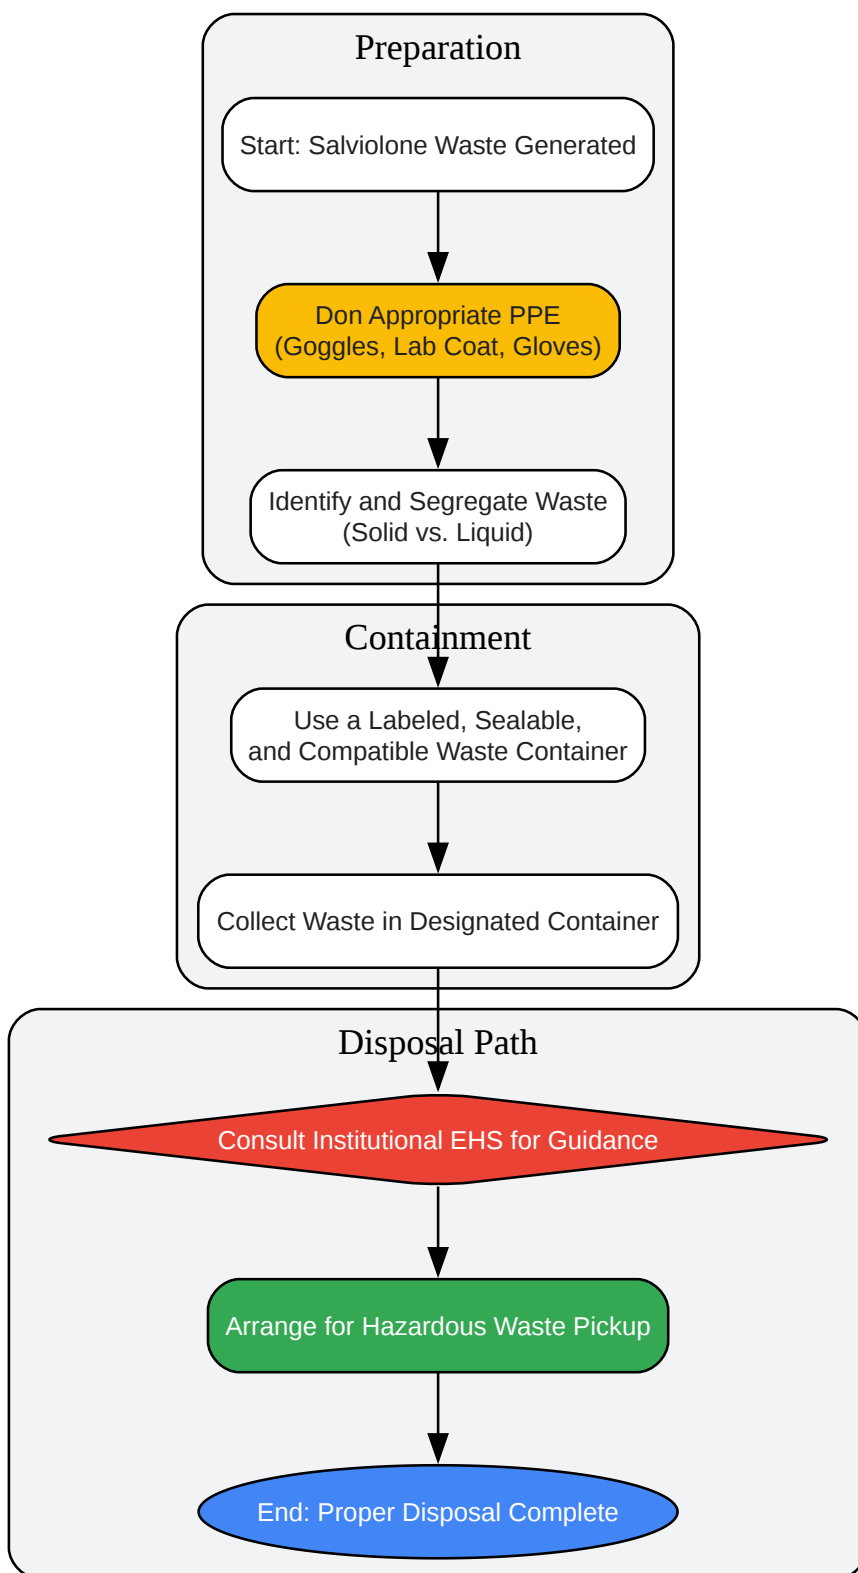 Preparation
Start: Salviolone Waste Generated
Don Appropriate PPE
(Goggles, Lab Coat, Gloves)
Identify and Segregate Waste
(Solid vs. Liquid)
Containment
Use a Labeled, Sealable,
and Compatible Waste Container
Collect Waste in Designated Container
Disposal Path
Consult Institutional EHS for Guidance
Arrange for Hazardous Waste Pickup
End: Proper Disposal Complete